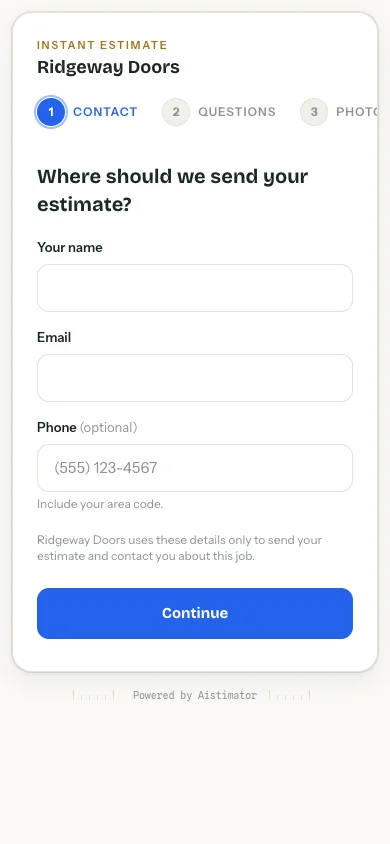 INSTANT ESTIMATE
Ridgeway Doors
1 CONTACT 2 QUESTIONS 3 PHOTO
Where should we send your
estimate?
Your name
Email
Phone (optional)
(555) 123-4567
Include your area code.
Ridgeway Doors uses these details only to send your
estimate and contact you about this job.
Continue
Powered by Aistimator